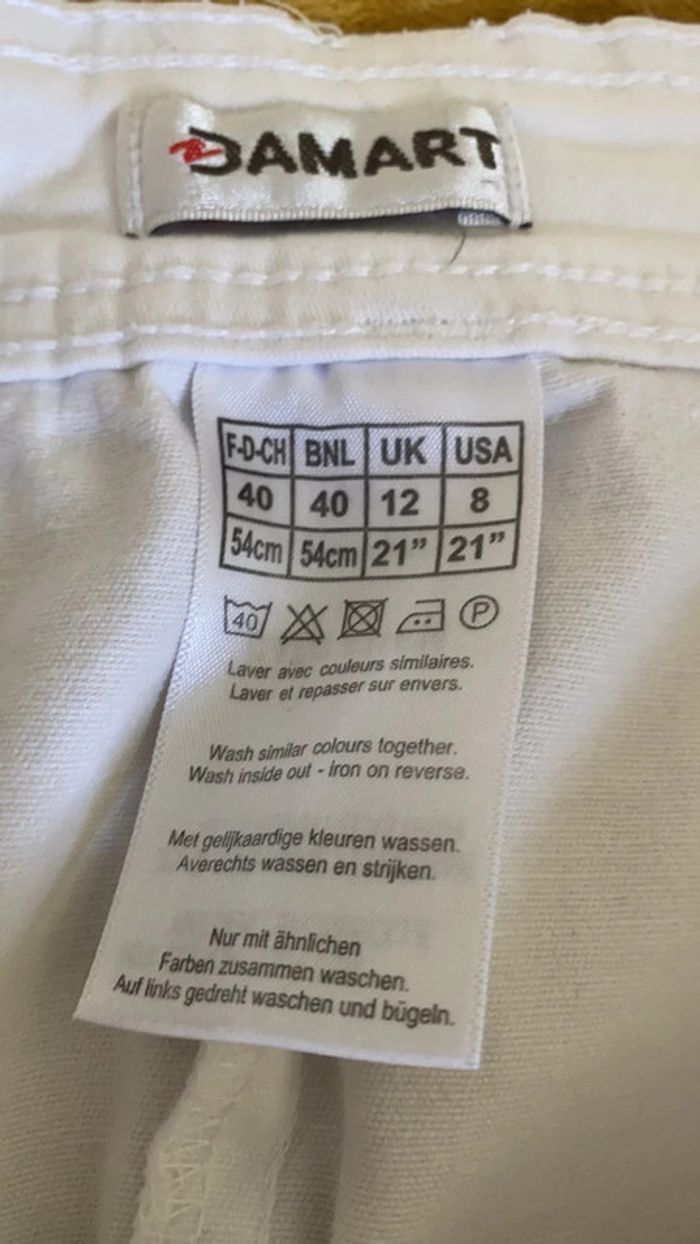 DAMART
F-D-CH BNL UK USA
40 40 12 8
54cm 54cm 21” 21”
40 P
Laver avec couleurs similaires.
Laver et repasser sur envers.
Wash similar colours together.
Wash inside out - iron on reverse.
Met gelijkaardige kleuren wassen.
Averechts wassen en strijken.
Nur mit ähnlichen
Farben zusammen waschen.
Auf links gedreht waschen und bügeln.